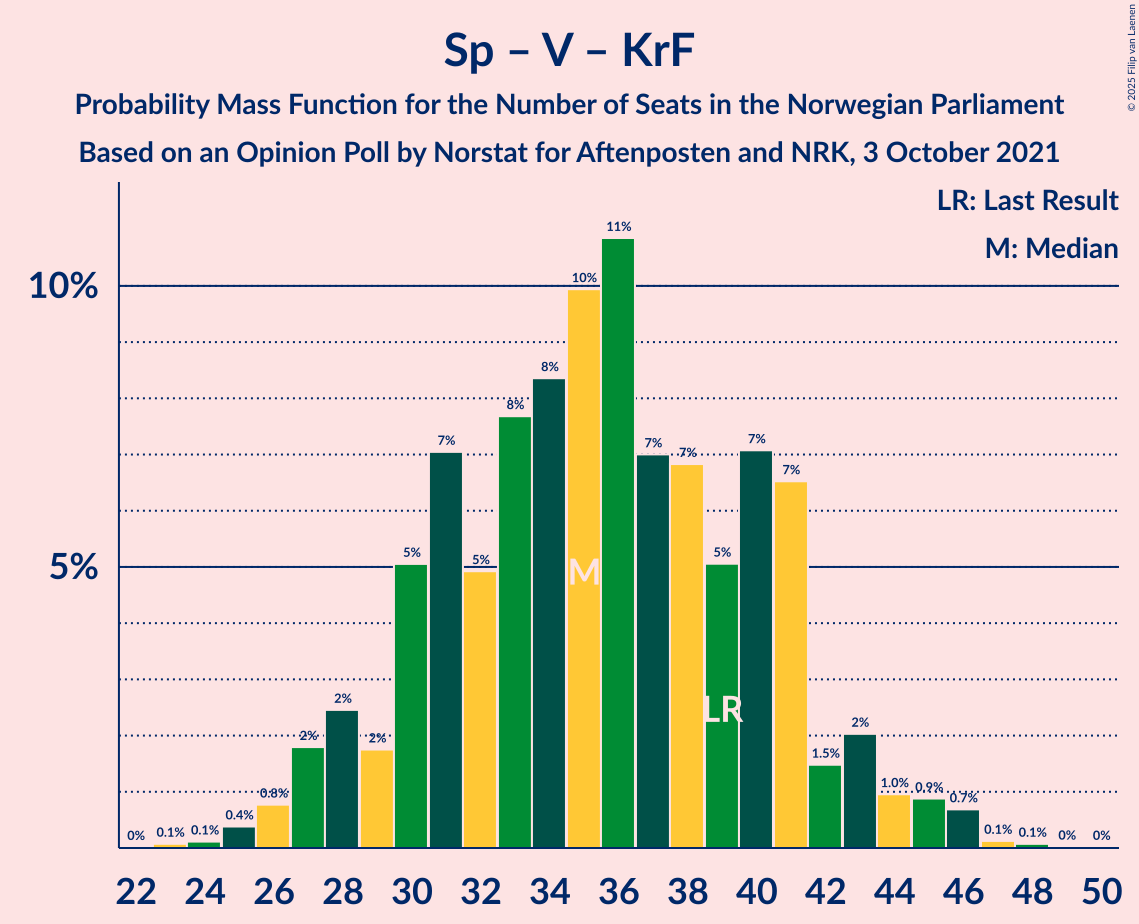 © 2025 Filip van Laenen
Sp – V – KrF
Probability Mass Function for the Number of Seats in the Norwegian Parliament
Based on an Opinion Poll by Norstat for Aftenposten and NRK, 3 October 2021
LR: Last Result
M: Median
10%
5%
0% 0.1% 0.1% 0.4% 0.8% 2% 2% 2% 5% 7% 5% 8% 8% 10% 11% 7% 7% 5% 7% 7% 1.5% 2% 1.0% 0.9% 0.7% 0.1% 0.1% 0% 0%
M
LR
22 24 26 28 30 32 34 36 38 40 42 44 46 48 50